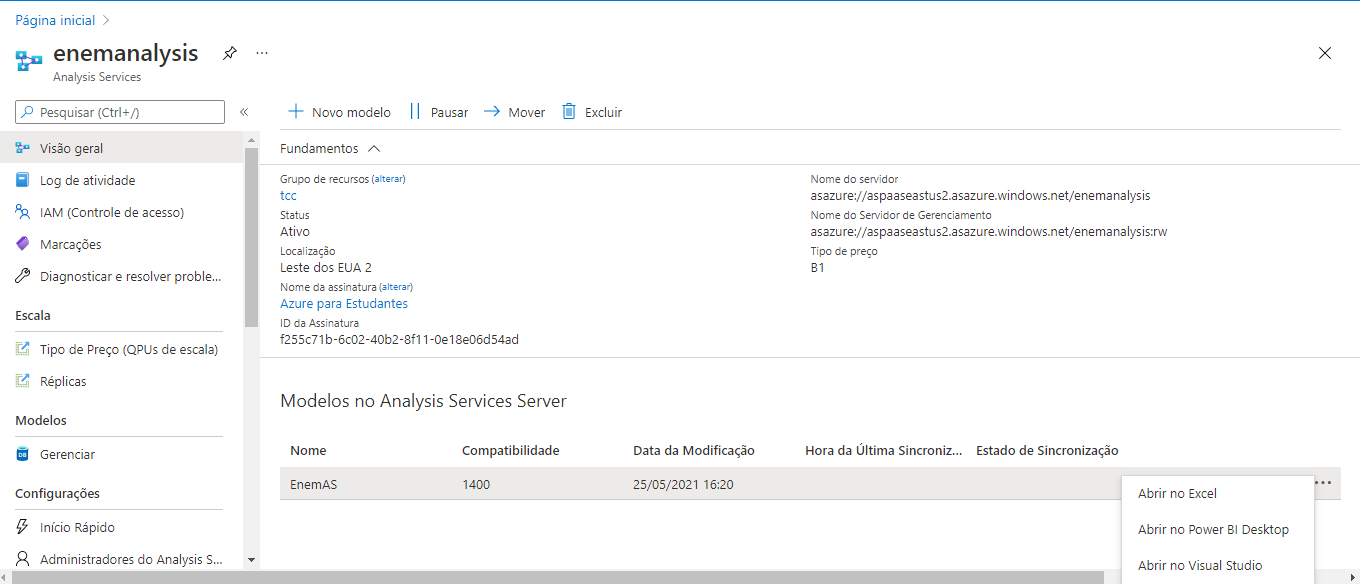 Página inicial
enemanalysis
Analysis Services
Pesquisar (Ctrl+/)
Visão geral
Log de atividade
IAM (Controle de acesso)
Marcações
Diagnosticar e resolver proble...
Escala
Tipo de Preço (QPUs de escala)
Réplicas
Modelos
Gerenciar
Configurações
Início Rápido
Administradores do Analysis S...
Novo modelo Pausar Mover Excluir
Fundamentos
Grupo de recursos (alterar)
tcc
Status
Ativo
Localização
Leste dos EUA 2
Nome da assinatura (alterar)
Azure para Estudantes
ID da Assinatura
f255c71b-6c02-40b2-8f11-0e18e06d54ad
Nome do servidor
asazure://aspaaseastus2.asazure.windows.net/enemanalysis
Nome do Servidor de Gerenciamento
asazure://aspaaseastus2.asazure.windows.net/enemanalysis:rw
Tipo de preço
B1
Modelos no Analysis Services Server
Nome Compatibilidade Data da Modificação Hora da Última Sincroniz... Estado de Sincronização
EnemAS 1400 25/05/2021 16:20
Abrir no Excel
Abrir no Power BI Desktop
Abrir no Visual Studio